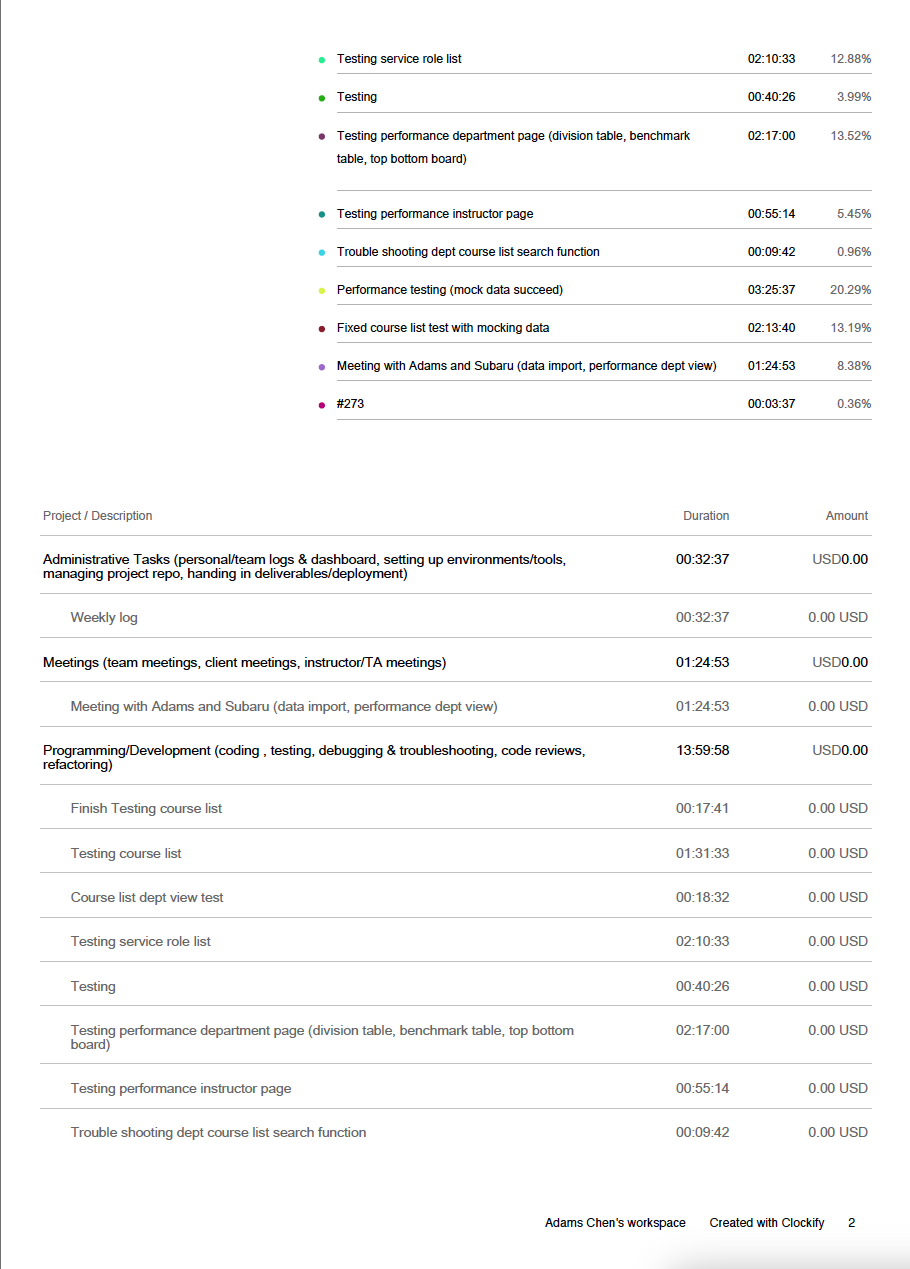 Testing service role list 02:10:33 12.88%
Testing 00:40:26 3.99%
Testing performance department page (division table, benchmark 02:17:00 13.52%
table, top bottom board)
Testing performance instructor page 00:55:14 5.45%
Trouble shooting dept course list search function 00:09:42 0.96%
Performance testing (mock data succeed) 03:25:37 20.29%
Fixed course list test with mocking data 02:13:40 13.19%
Meeting with Adams and Subaru (data import, performance dept view) 01:24:53 8.38%
#273 00:03:37 0.36%
Project / Description Duration Amount
Administrative Tasks (personal/team logs & dashboard, setting up environments/tools, 00:32:37 USD0.00
managing project repo, handing in deliverables/deployment)
Weekly log 00:32:37 0.00 USD
Meetings (team meetings, client meetings, instructor/TA meetings) 01:24:53 USD0.00
Meeting with Adams and Subaru (data import, performance dept view) 01:24:53 0.00 USD
Programming/Development (coding , testing, debugging & troubleshooting, code reviews, 13:59:58 USD0.00
refactoring)
Finish Testing course list 00:17:41 0.00 USD
Testing course list 01:31:33 0.00 USD
Course list dept view test 00:18:32 0.00 USD
Testing service role list 02:10:33 0.00 USD
Testing 00:40:26 0.00 USD
Testing performance department page (division table, benchmark table, top bottom 02:17:00 0.00 USD
board)
Testing performance instructor page 00:55:14 0.00 USD
Trouble shooting dept course list search function 00:09:42 0.00 USD
Adams Chen's workspace Created with Clockify 2